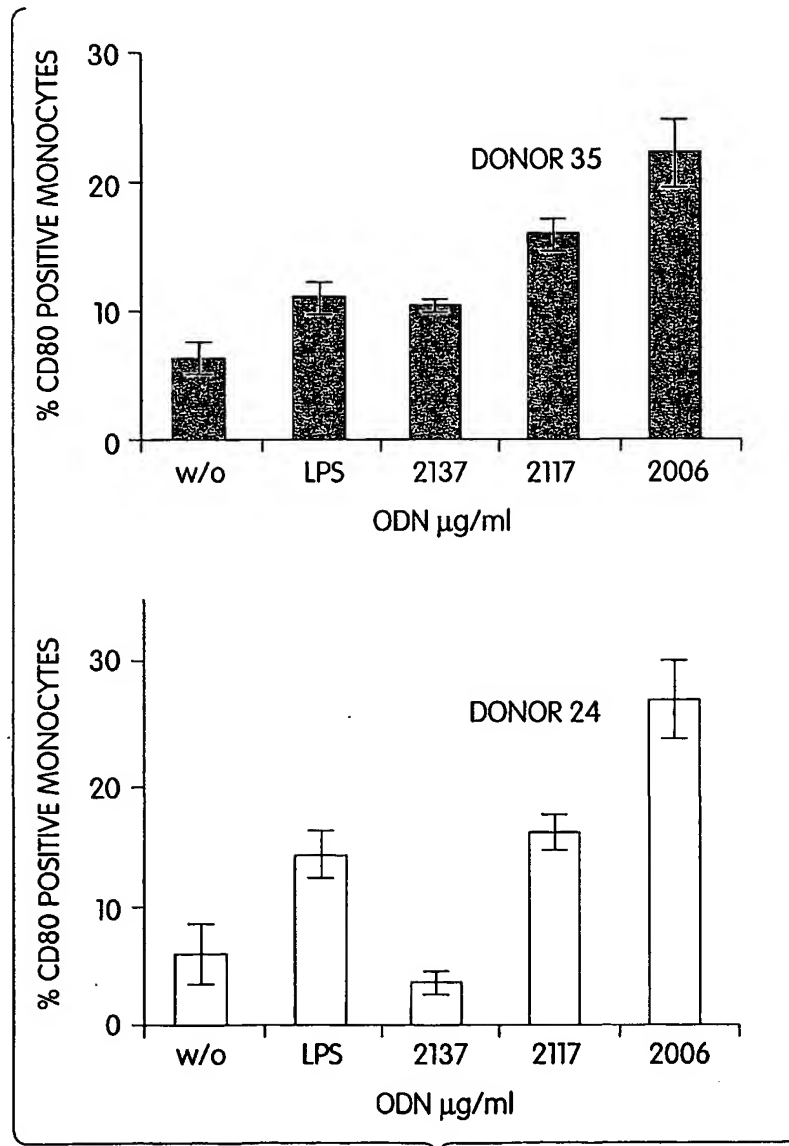 % CD80 POSITIVE MONOCYTES
30
20
10
0
DONOR 35
w/o LPS 2137 2117 2006
ODN µg/ml
% CD80 POSITIVE MONOCYTES
30
20
10
0
DONOR 24
w/o LPS 2137 2117 2006
ODN µg/ml